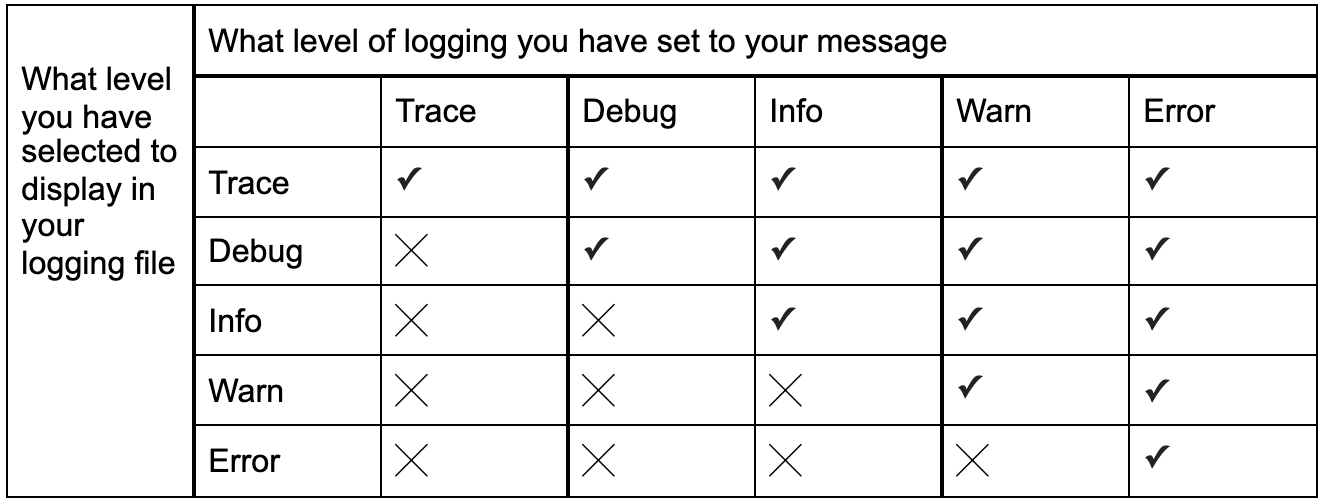 What level of logging you have set to your message
What level
you have
selected to
display in
your
logging file
Trace Debug Info Warn Error
Trace ✔ ✔ ✔ ✔ ✔
Debug ✕ ✔ ✔ ✔ ✔
Info ✕ ✕ ✔ ✔ ✔
Warn ✕ ✕ ✕ ✔ ✔
Error ✕ ✕ ✕ ✕ ✔